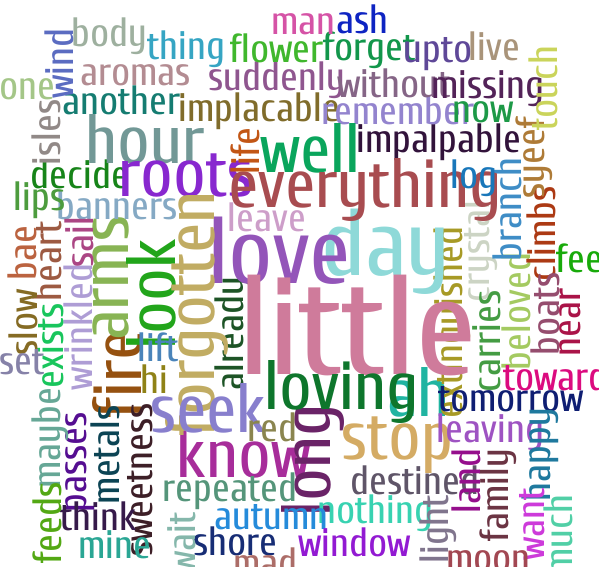 man ash
body
thing flower forget upto live
wind
aromas suddenly without missing
one
another implacable remember now touch
isles hour life well impalpable
decide roots everything log branch syeef
lips banners leave
love day crystal climbs
bae heart sail arms look forgotten
feel
wrinkled already little extinguished beloved boats near
slow exists lift carries
set fire hi loving ah toward
seek tomorrow
red long stop leaving
maybe passes metals sweetness know happy
repeated destined land family
feeds think autumn nothing light want much
mine wait shore window
mad moon